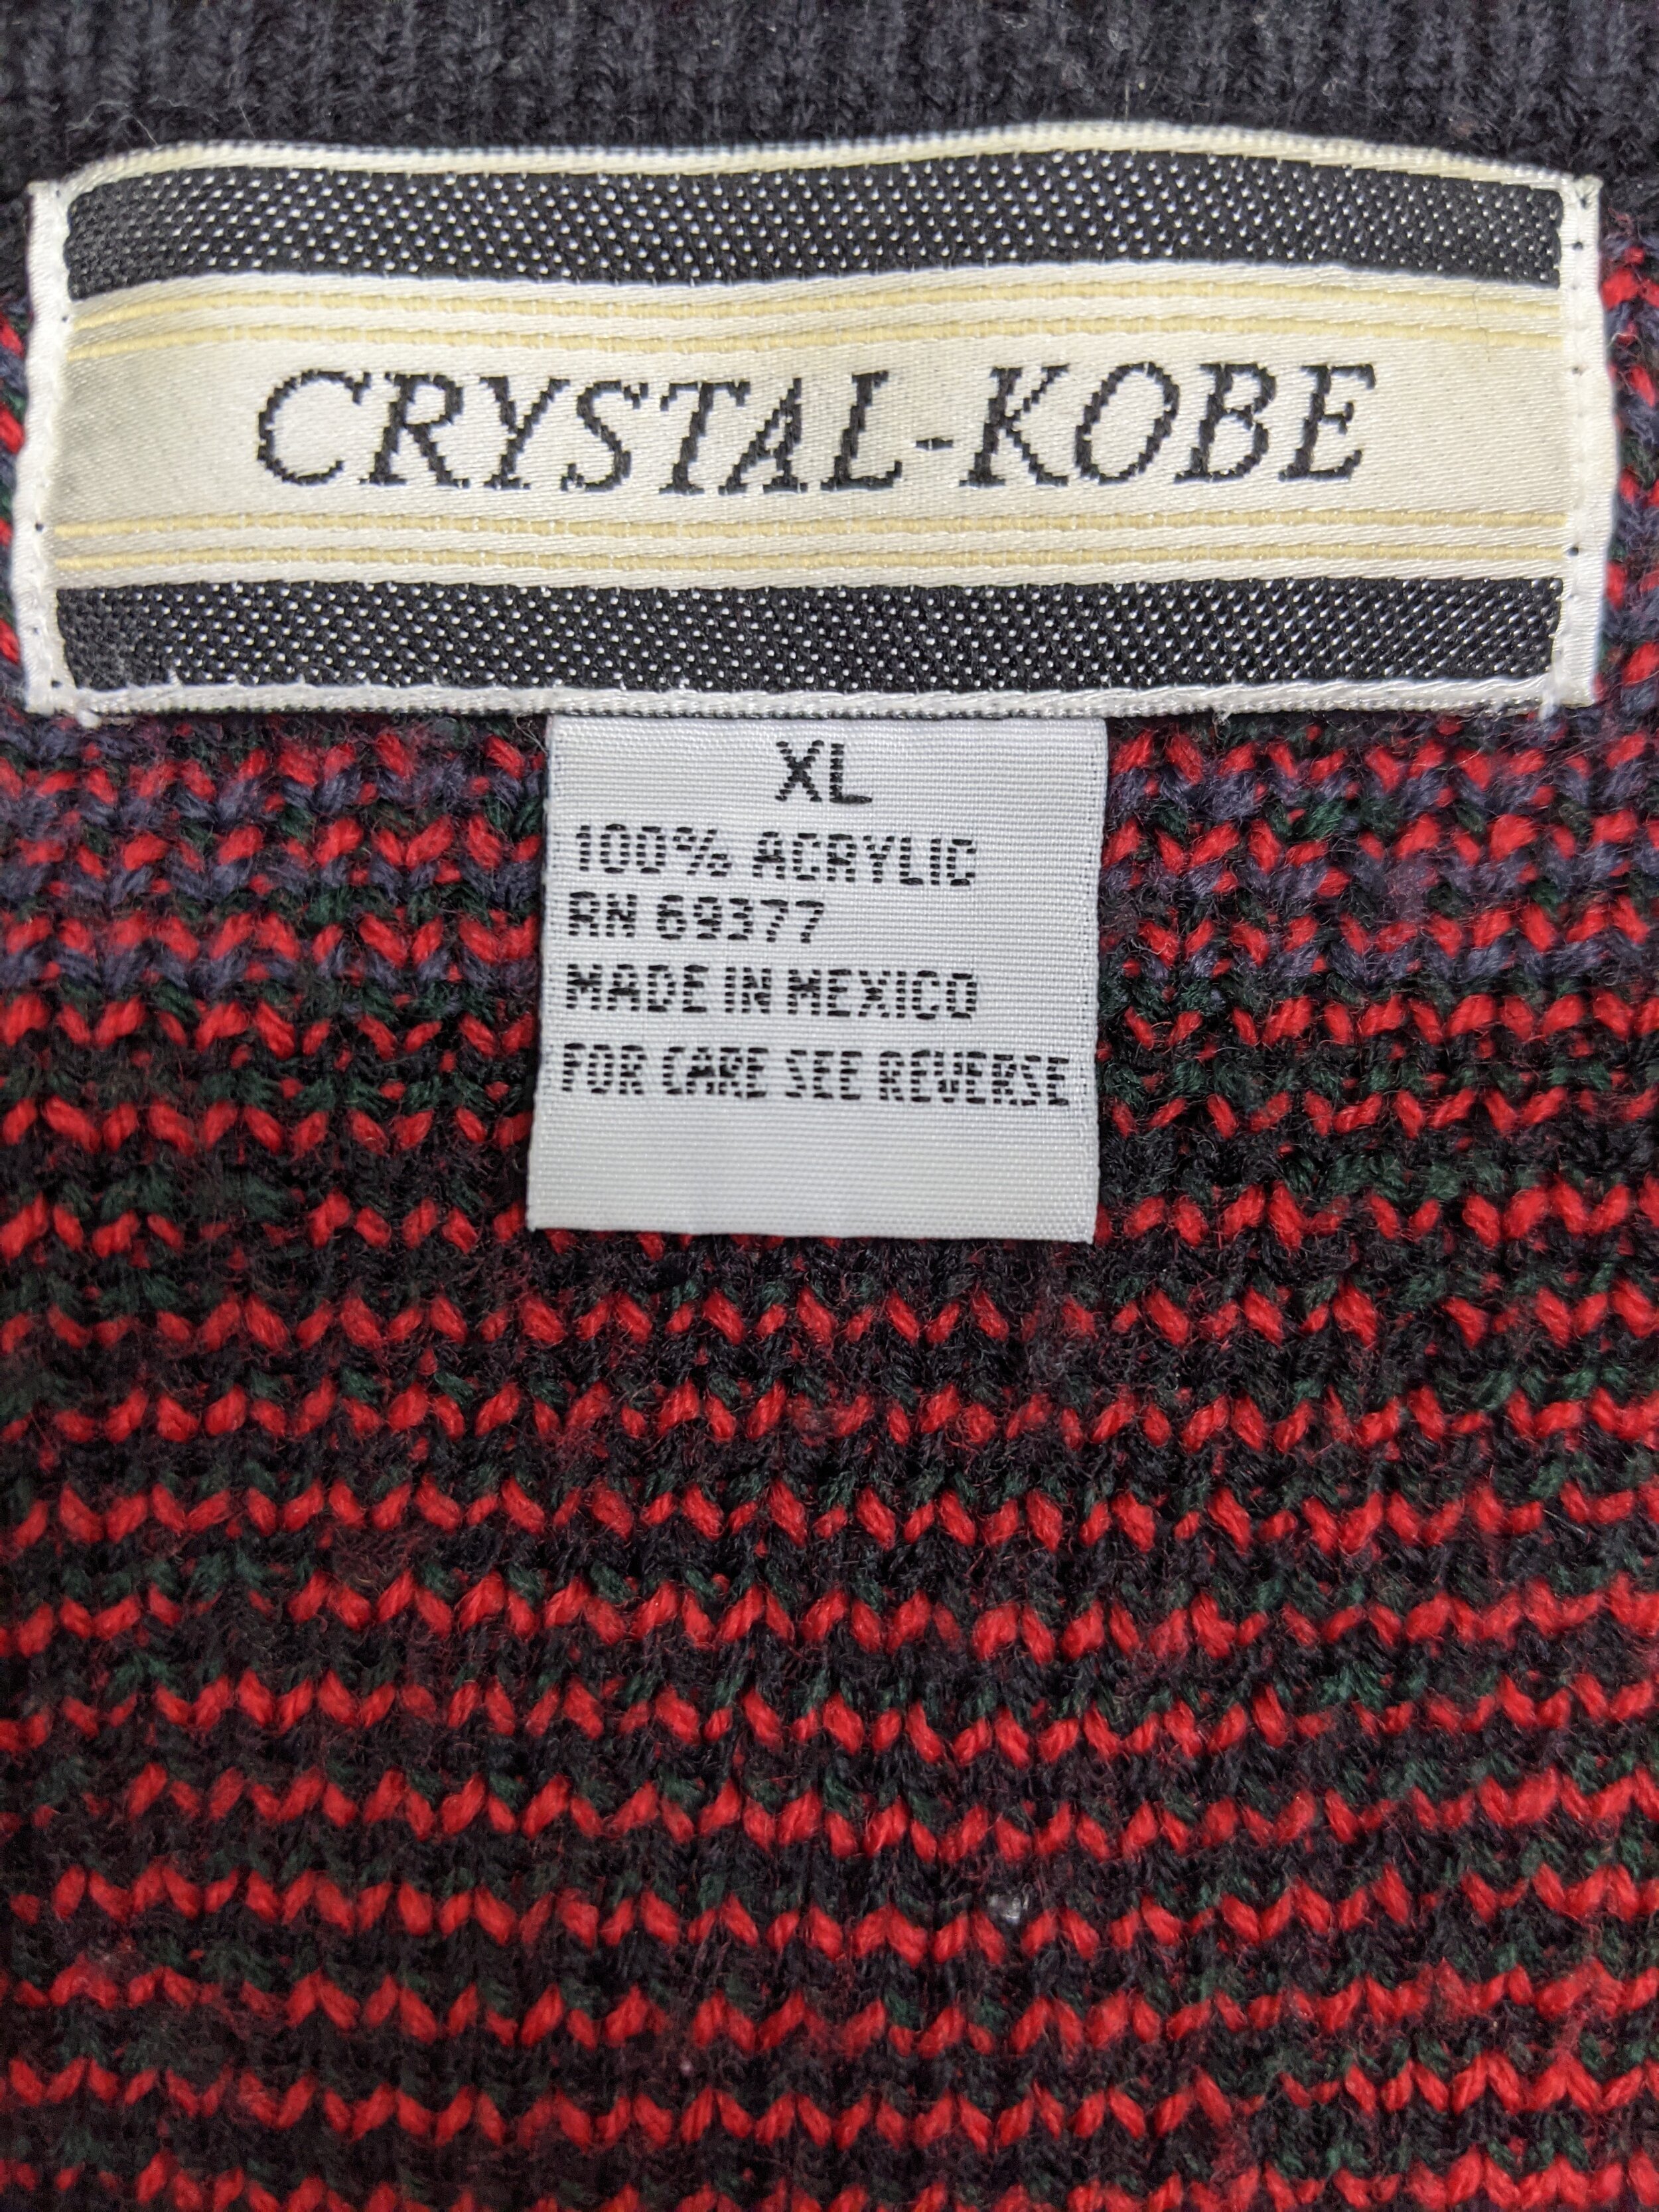 CRYSTAL-KOBE
XL
100% ACRYLIC
RN 69377
MADE IN MEXICO
FOR CARE SEE REVERSE